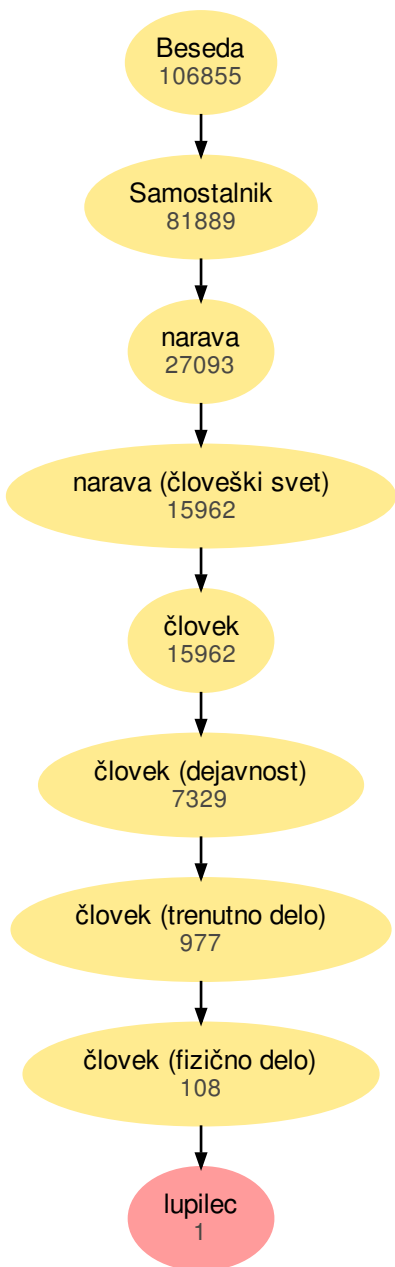 Beseda
106855
Samostalnik
81889
narava
27093
narava (človeški svet)
15962
človek
15962
človek (dejavnost)
7329
človek (trenutno delo)
977
človek (fizično delo)
108
lupilec
1